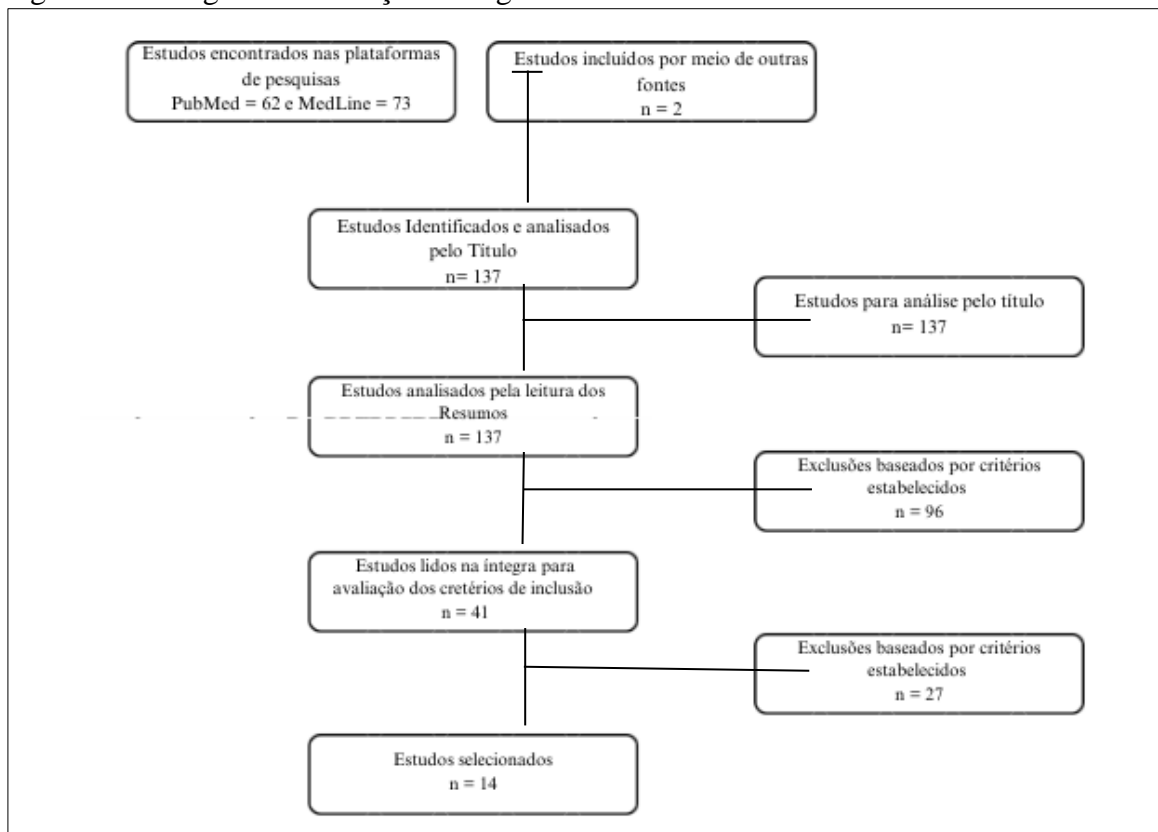 Estudos encontrados nas plataformas
de pesquisas
PubMed = 62 e MedLine = 73
Estudos incluídos por meio de outras
fontes
n = 2
Estudos Identificados e analisados
pelo Titulo
n= 137
Estudos para análise pelo título
n= 137
Estudos analisados pela leitura dos
Resumos
n = 137
Exclusões baseados por critérios
estabelecidos
n = 96
Estudos lidos na íntegra para
avaliação dos cretérios de inclusão
n = 41
Exclusões baseados por critérios
estabelecidos
n = 27
Estudos selecionados
n = 14